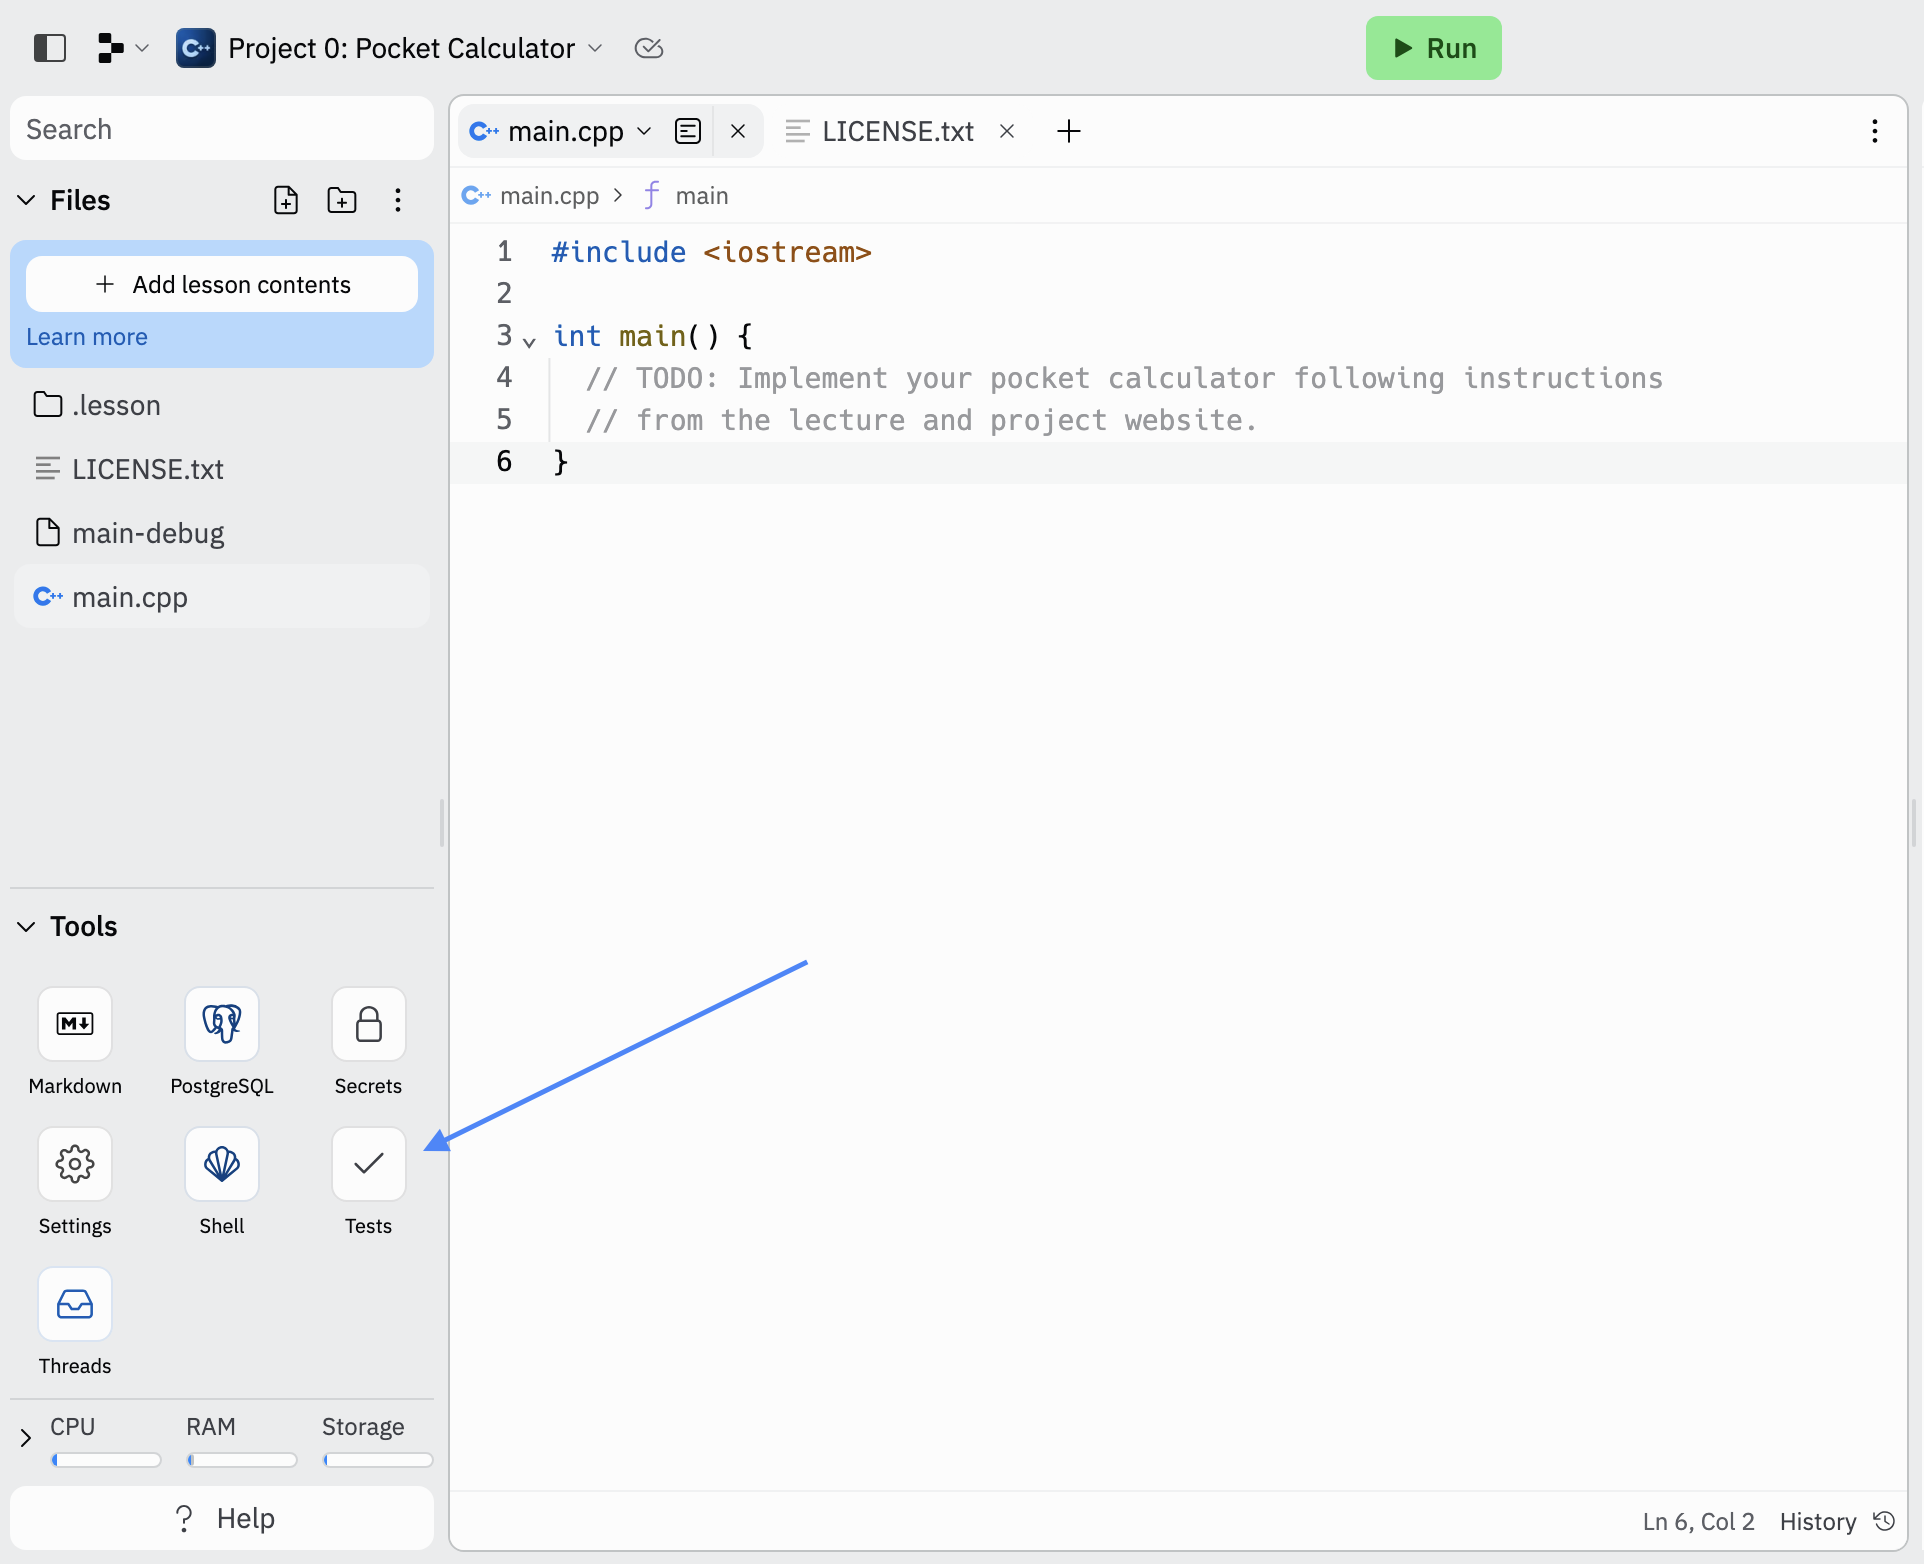 Project 0: Pocket Calculator
Run
Search
Files
Add lesson contents
Learn more
.lesson
LICENSE.txt
main-debug
C++ main.cpp
Tools
Markdown
PostgreSQL
Secrets
Settings
Shell
Tests
Threads
CPU RAM Storage
? Help
C++ main.cpp
LICENSE.txt
C++ main.cpp > ƒ main
1 #include <iostream>
2
3 int main() {
4 // TODO: Implement your pocket calculator following instructions
5 // from the lecture and project website.
6 }
Ln 6, Col 2 History